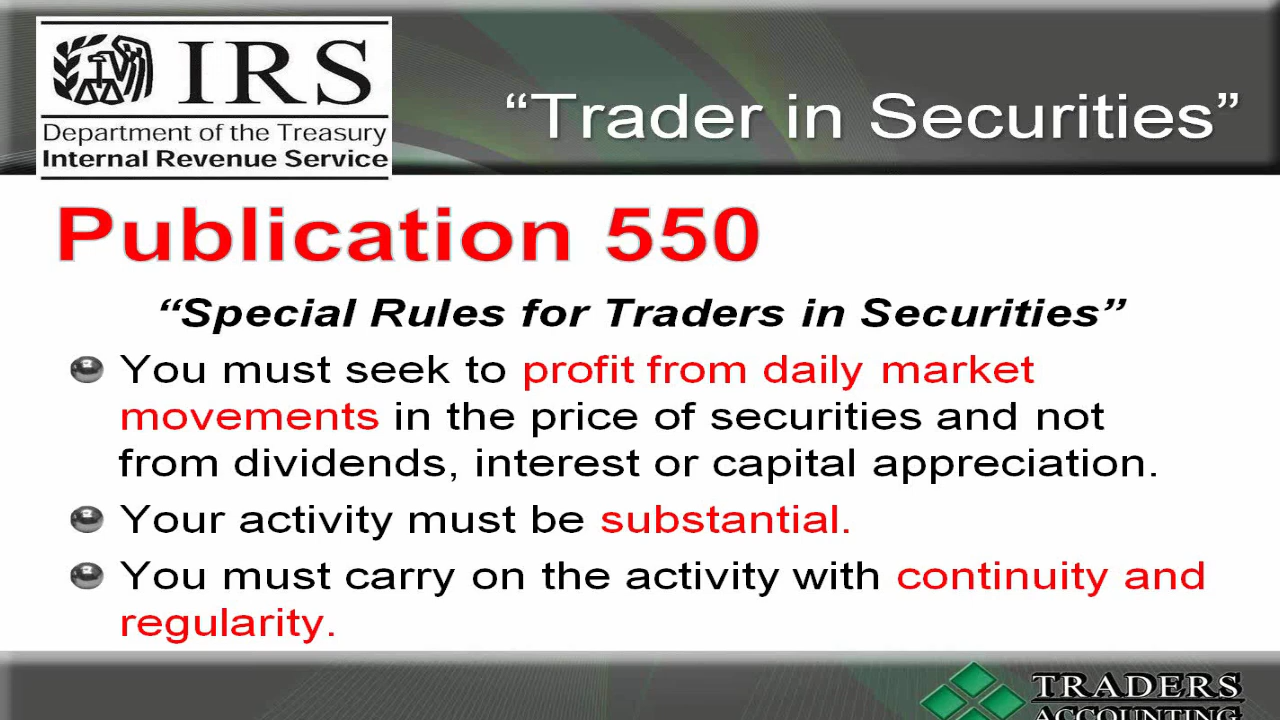 IRS
Department of the Treasury
Internal Revenue Service
“Trader in Securities”
Publication 550
“Special Rules for Traders in Securities”
You must seek to profit from daily market
movements in the price of securities and not
from dividends, interest or capital appreciation.
Your activity must be substantial.
You must carry on the activity with continuity and
regularity.
TRADERS
ACCOUNTING